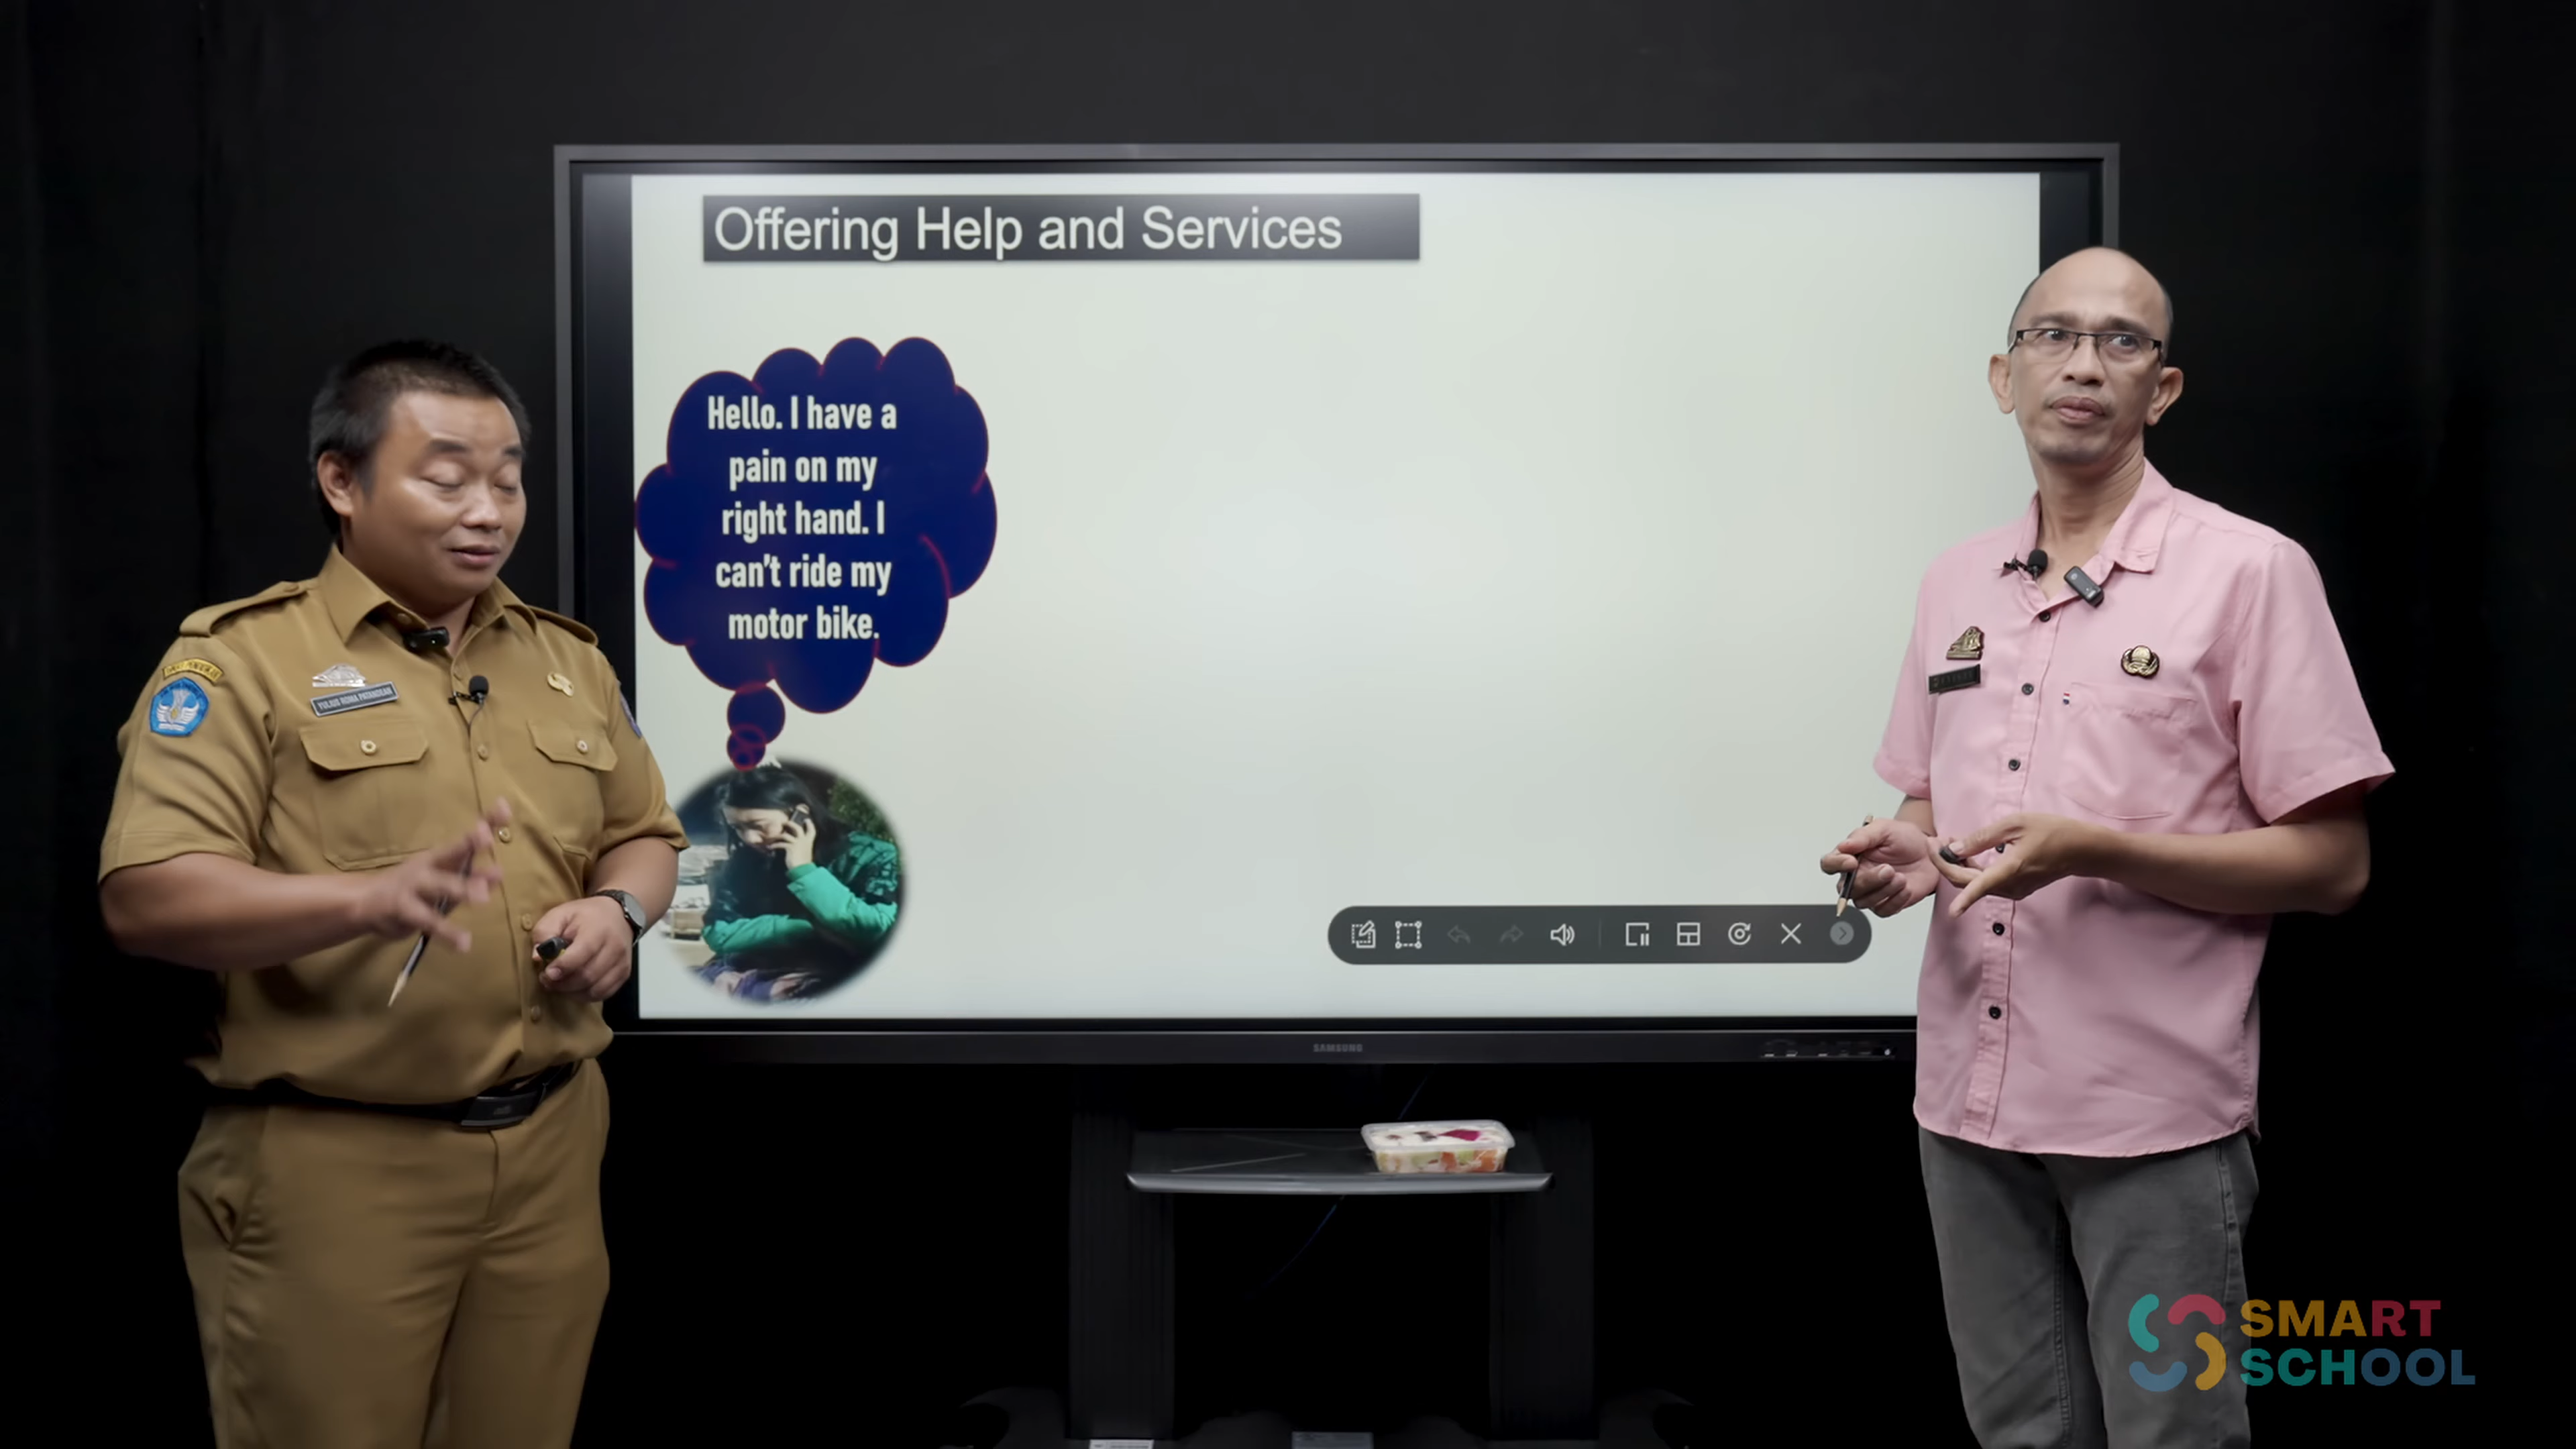 Offering Help and Services
Hello. I have a
pain on my
right hand. I
can't ride my
motor bike.
SAMSUNG
SMART
SCHOOL